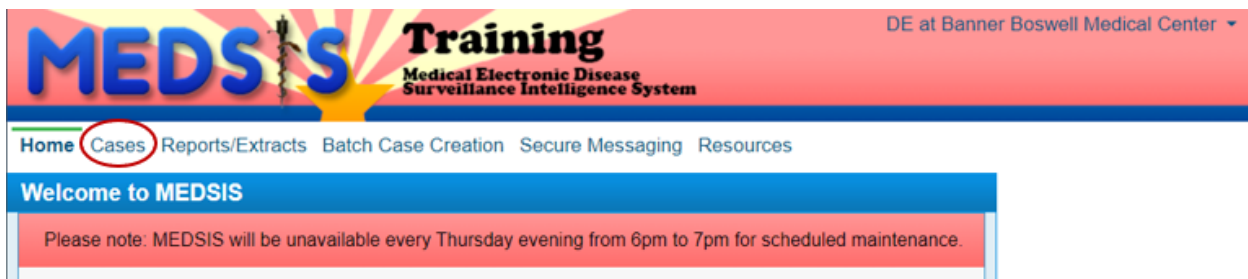 DE at Banner Boswell Medical Center
MEDSIS
Training
Medical Electronic Disease
Surveillance Intelligence System
Home Cases Reports/Extracts Batch Case Creation Secure Messaging Resources
Welcome to MEDSIS
Please note: MEDSIS will be unavailable every Thursday evening from 6pm to 7pm for scheduled maintenance.